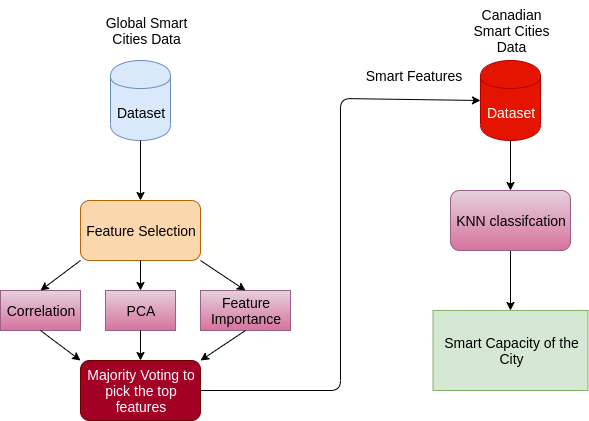 Global Smart
Cities Data
Dataset
Feature Selection
Correlation
PCA
Feature
Importance
Majority Voting to
pick the top
features
Smart Features
Canadian
Smart Cities
Data
Dataset
KNN classifcation
Smart Capacity of the
City